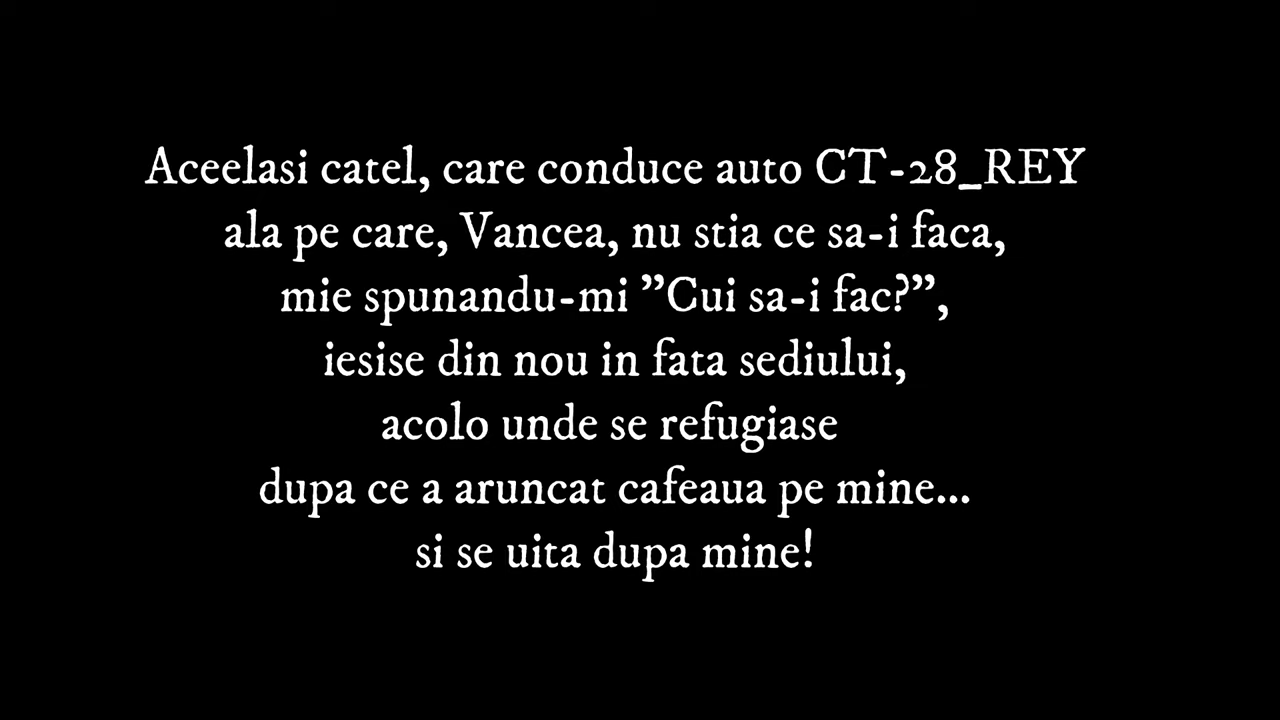 Aceelasi catel, care conduce auto CT-28_REY
ala pe care, Vancea, nu stia ce sa-i faca,
mie spunandu-mi ”Cui sa-i fac?”,
iesise din nou in fata sediului,
acolo unde se refugiase
dupa ce a aruncat cafeaua pe mine...
si se uita dupa mine!